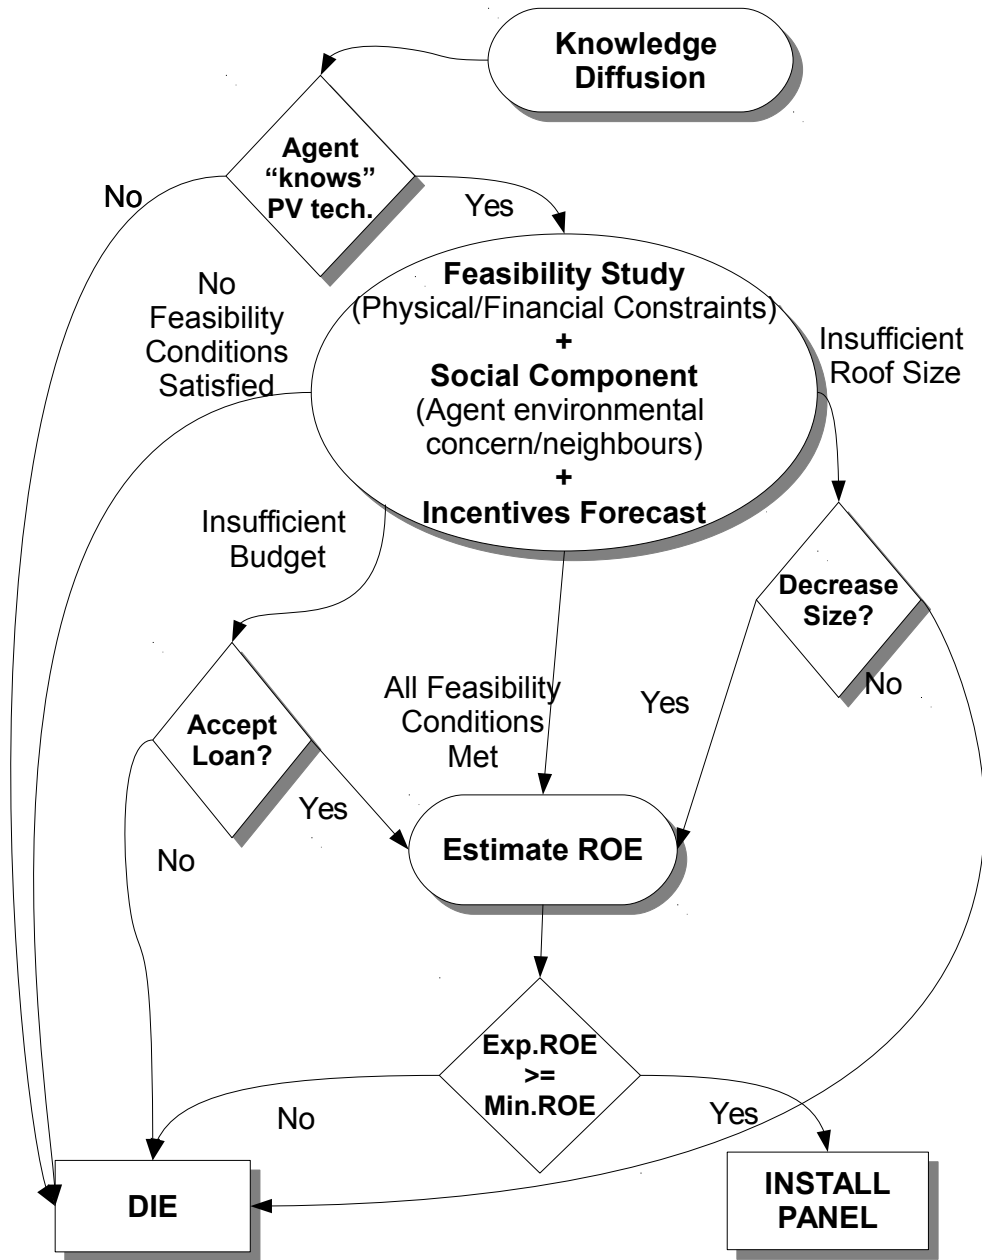 Knowledge
Diffusion
Agent
“knows”
PV tech.
No
Yes
Feasibility Study
(Physical/Financial Constraints)
+
Social Component
(Agent environmental
concern/neighbours)
+
Incentives Forecast
No
Feasibility
Conditions
Satisfied
Insufficient
Roof Size
Insufficient
Budget
Decrease
Size?
All Feasibility
Conditions
Met
Yes
No
Accept
Loan?
Yes
No
Estimate ROE
Exp.ROE
>=
Min.ROE
No
Yes
DIE
INSTALL
PANEL